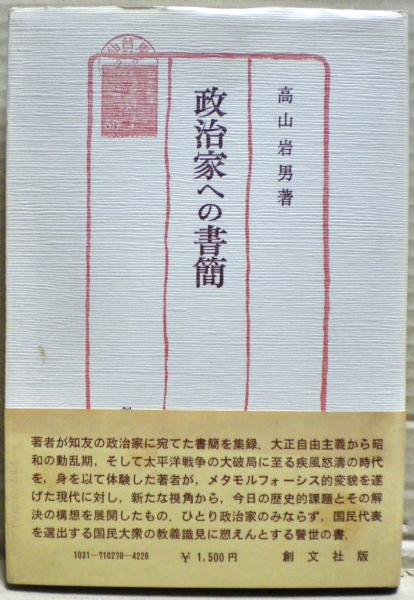 高山岩男著
政治家への書簡
著者が知友の政治家に宛てた書簡を集録．大正自由主義から昭
和の動乱期，そして太平洋戦争の大破局に至る疾風怒濤の時代
を，身を以て体験した著者が，メタモルフォーシス的変貌を遂
げた現代に対し，新たな視角から，今日の歴史的課題とその解
決の構想を展開したもの．ひとり政治家のみならず，国民代表
を選出する国民大衆の教養識見に愬えんとする警世の書．
1031—710270—4226
￥1,500円
創文社版